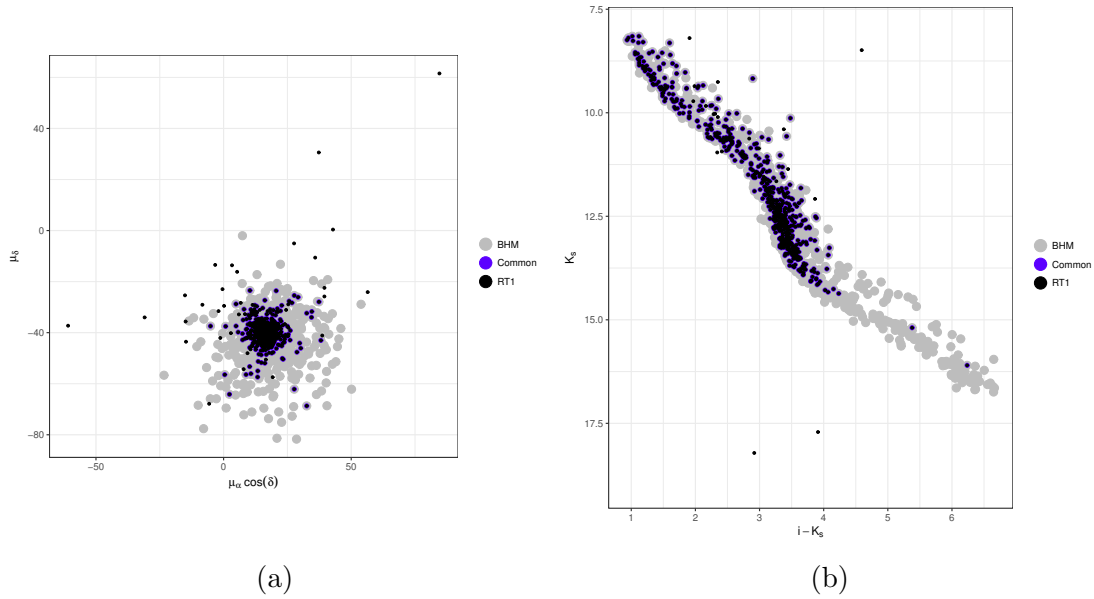 40
0
−40
−80
μδ
−50
0
50
μα cos(δ)
BHM
Common
RT1
(a)
7.5
10.0
12.5
15.0
17.5
Ks
1
2
3
4
5
6
i − Ks
BHM
Common
RT1
(b)